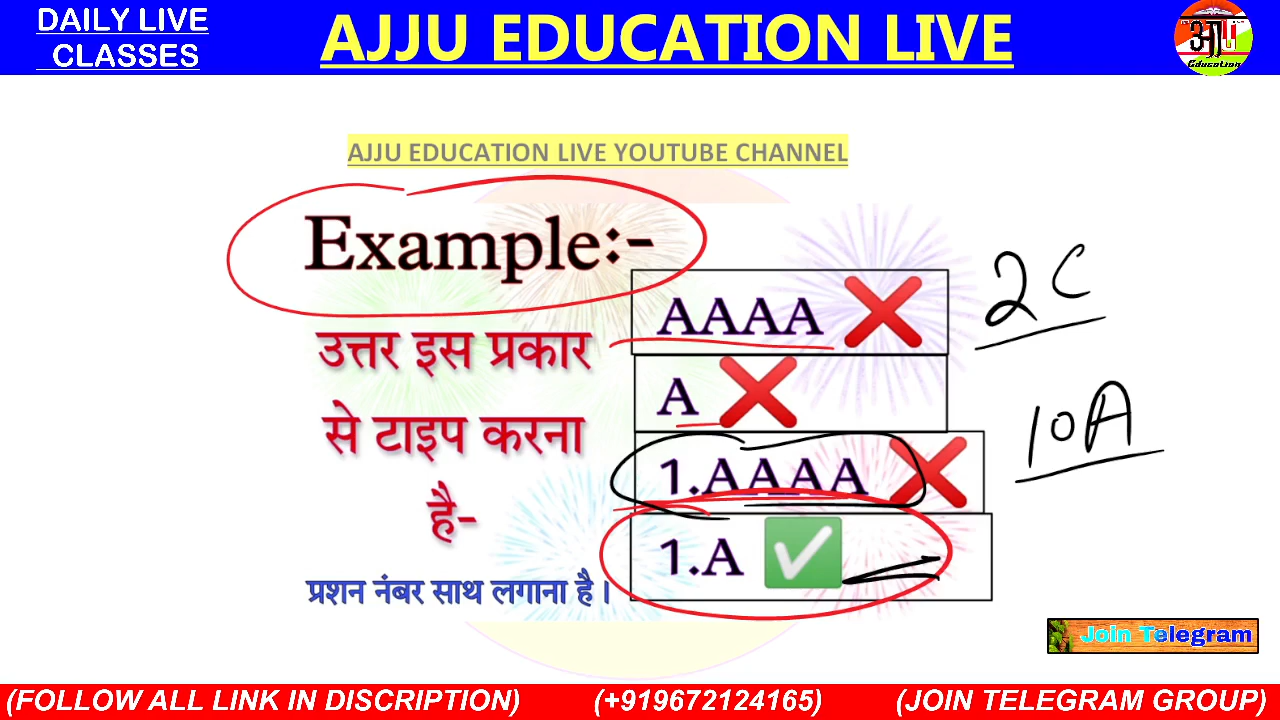 DAILY LIVE
CLASSES
AJJU EDUCATION LIVE
आजु
Education
AJJU EDUCATION LIVE YOUTUBE CHANNEL
Example:-
उत्तर इस प्रकार
से टाइप करना
है-
प्रशन नंबर साथ लगाना है।
AAAA ❌
A ❌
1.AAAA ❌
1.A ✅
2C
10A
Join Telegram
(FOLLOW ALL LINK IN DISCRIPTION) (+919672124165) (JOIN TELEGRAM GROUP)